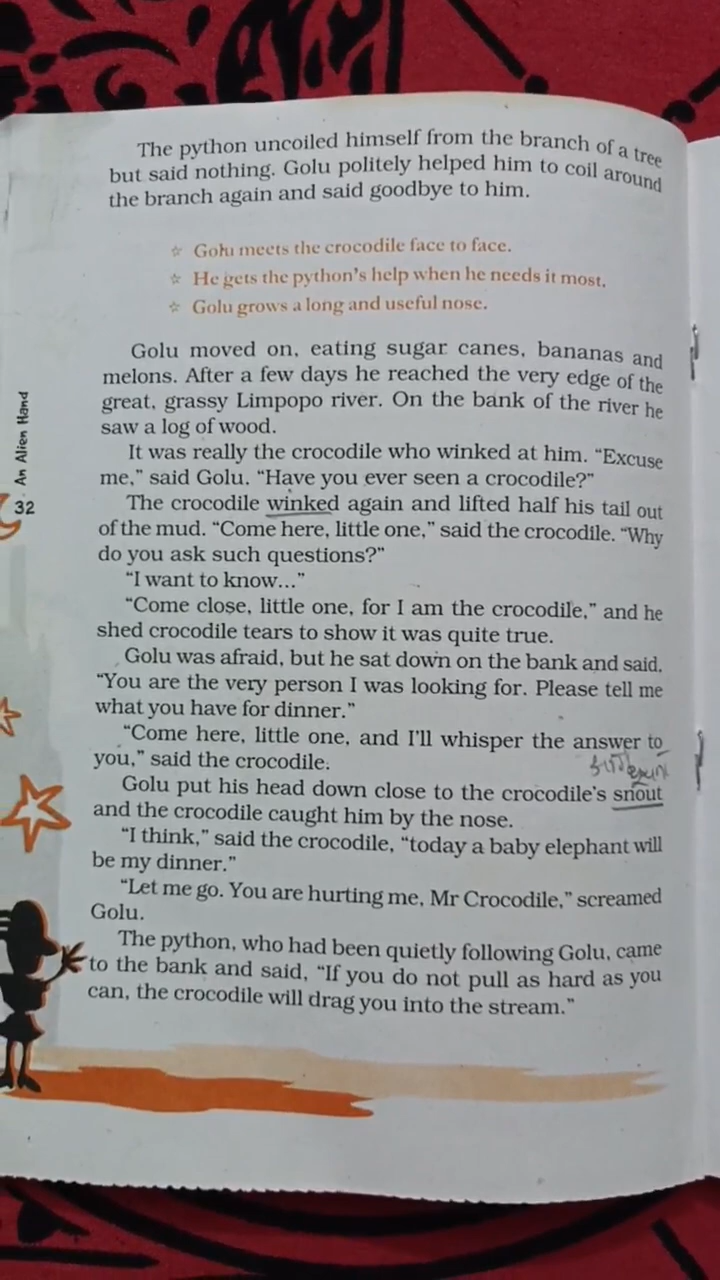 The python uncoiled himself from the branch of a tree
but said nothing. Golu politely helped him to coil around
the branch again and said goodbye to him.
☆ Golu meets the crocodile face to face.
☆ He gets the python's help when he needs it most.
☆ Golu grows a long and useful nose.
Golu moved on, eating sugar canes, bananas and
melons. After a few days he reached the very edge of the
great, grassy Limpopo river. On the bank of the river he
saw a log of wood.
It was really the crocodile who winked at him. “Excuse
me,” said Golu. “Have you ever seen a crocodile?”
The crocodile winked again and lifted half his tail out
of the mud. “Come here, little one,” said the crocodile. “Why
do you ask such questions?”
“I want to know...”
“Come close, little one, for I am the crocodile,” and he
shed crocodile tears to show it was quite true.
Golu was afraid, but he sat down on the bank and said,
“You are the very person I was looking for. Please tell me
what you have for dinner.”
“Come here, little one, and I'll whisper the answer to
you,” said the crocodile.
Golu put his head down close to the crocodile's snout
and the crocodile caught him by the nose.
“I think,” said the crocodile, “today a baby elephant will
be my dinner.”
“Let me go. You are hurting me, Mr Crocodile,” screamed
Golu.
The python, who had been quietly following Golu, came
to the bank and said, “If you do not pull as hard as you
can, the crocodile will drag you into the stream.”
An Alien Hand
32